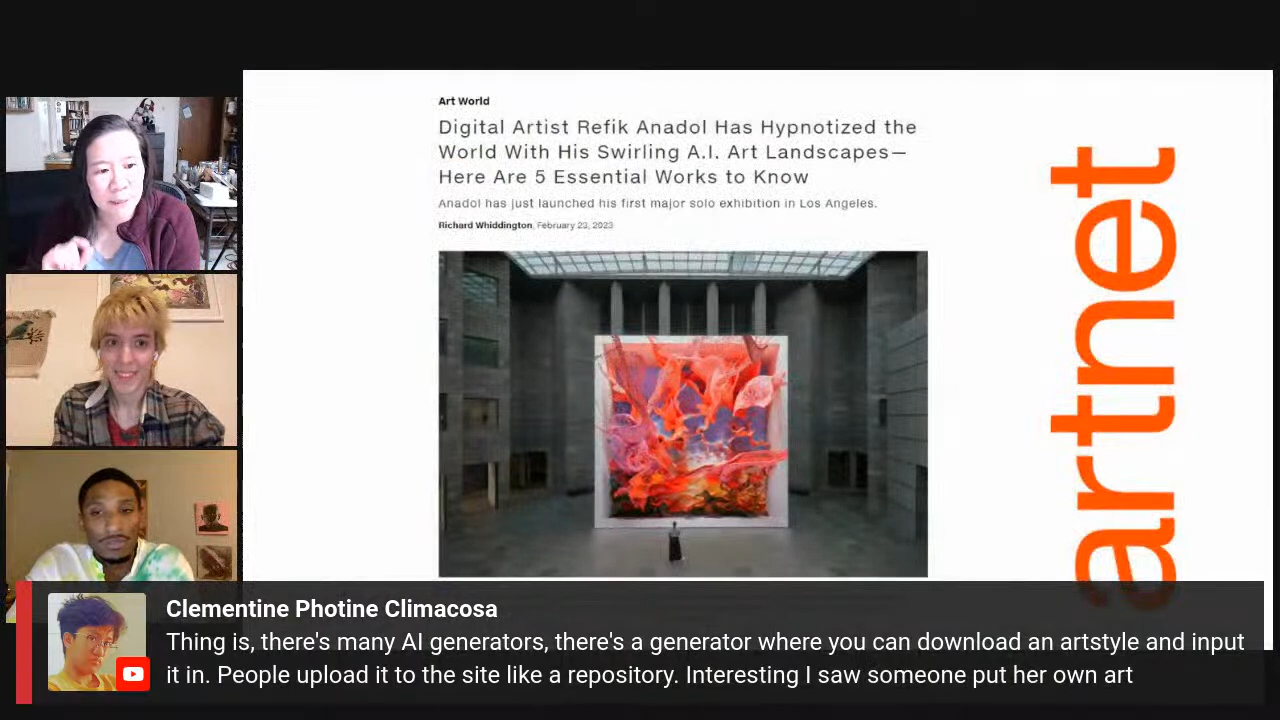 Art World
Digital Artist Refik Anadol Has Hypnotized the
World With His Swirling A.I. Art Landscapes—
Here Are 5 Essential Works to Know
Anadol has just launched his first major solo exhibition in Los Angeles.
Richard Whiddington, February 23, 2023
artnet
Clementine Photine Climacosa
Thing is, there's many AI generators, there's a generator where you can download an artstyle and input
it in. People upload it to the site like a repository. Interesting I saw someone put her own art